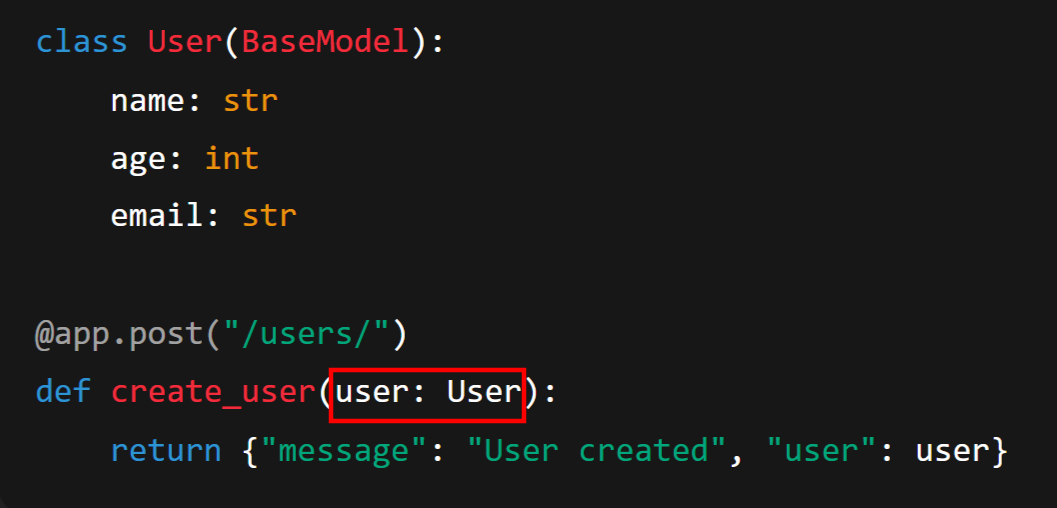 class User(BaseModel):
    name: str
    age: int
    email: str
@app.post("/users/")
def create_user(user: User):
    return {"message": "User created", "user": user}